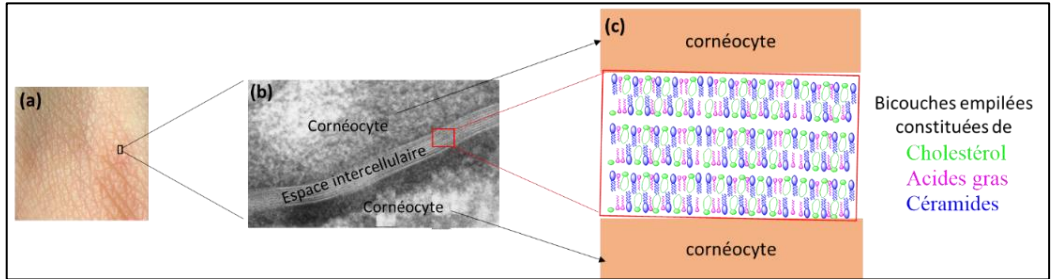 (a)
(b)
Cornéocyte
Espace intercellulaire
Cornéocyte
(c)
cornéocyte
cornéocyte
Bicouches empilées
constituées de
Cholestérol
Acides gras
Céramides